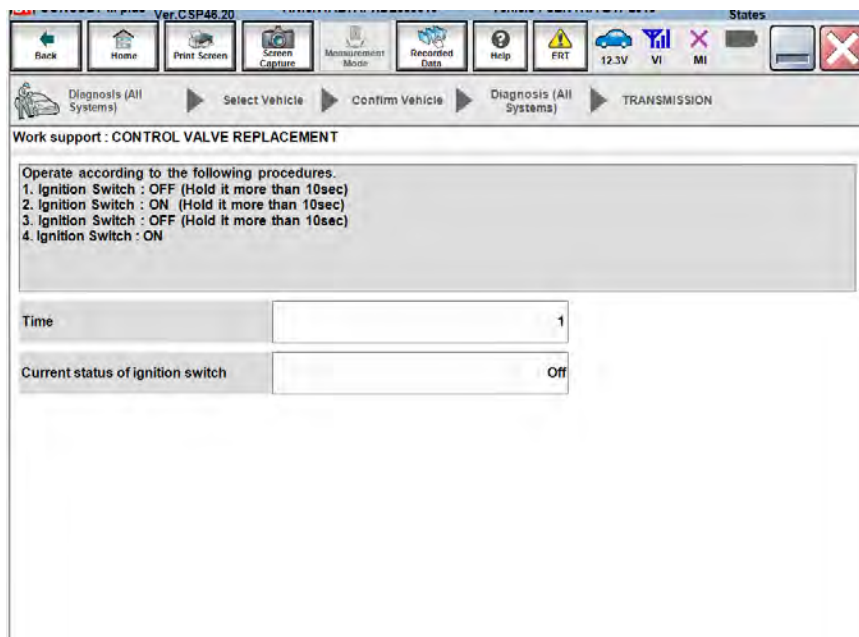 Ver.CSP46.20
States
Back
Home
Print Screen
Screen
Capture
Measurement
Mode
Recorded
Data
Help
ERT
12.3V
VI
MI
Diagnosis (All
Systems)
Select Vehicle
Confirm Vehicle
Diagnosis (All
Systems)
TRANSMISSION
Work support : CONTROL VALVE REPLACEMENT
Operate according to the following procedures.
1. Ignition Switch : OFF (Hold it more than 10sec)
2. Ignition Switch : ON (Hold it more than 10sec)
3. Ignition Switch : OFF (Hold it more than 10sec)
4. Ignition Switch : ON
Time
1
Current status of ignition switch
Off